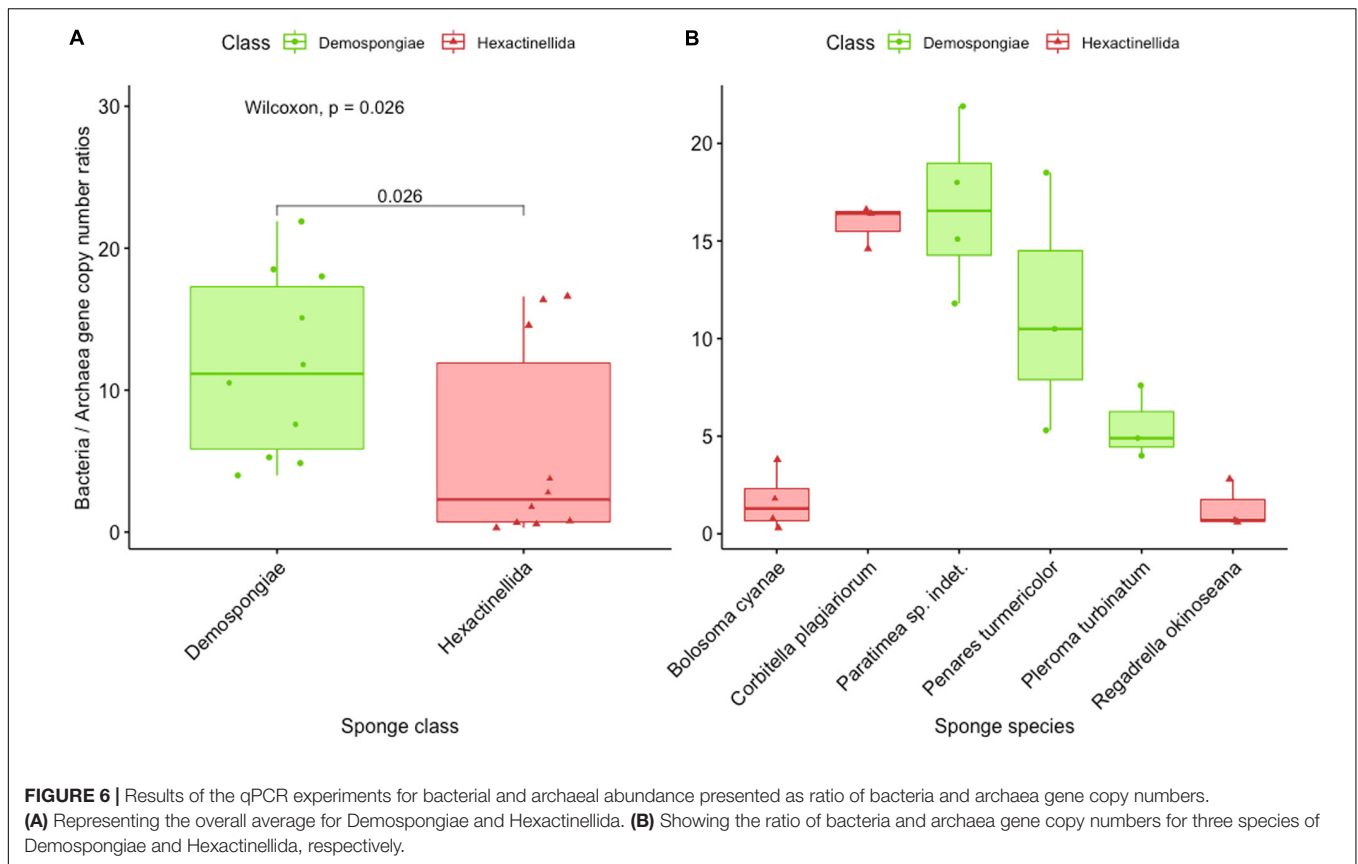 A
Class Demospongiae Hexactinellida
Bacteria / Archaea gene copy number ratios
30
20
10
0
Wilcoxon, p = 0.026
0.026
Demospongiae
Hexactinellida
Sponge class
B
Class Demospongiae Hexactinellida
20
15
10
5
0
Bolosoma cyanae
Corbitella plagiariorum
Paratimea sp. indet.
Penares turmericolor
Pleroma turbinatum
Regadrella okinoseana
Sponge species
FIGURE 6 | Results of the qPCR experiments for bacterial and archaeal abundance presented as ratio of bacteria and archaea gene copy numbers.
(A) Representing the overall average for Demospongiae and Hexactinellida. (B) Showing the ratio of bacteria and archaea gene copy numbers for three species of
Demospongiae and Hexactinellida, respectively.